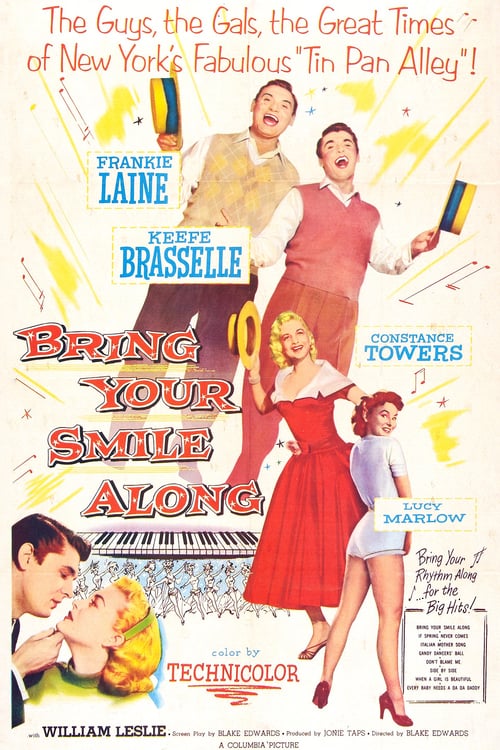 The Guys, the Gals, the Great Times
of New York's Fabulous "Tin Pan Alley"!
FRANKIE
LAINE
KEEFE
BRASSELLE
BRING
YOUR
SMILE
ALONG
CONSTANCE
TOWERS
LUCY
MARLOW
Bring Your
Rhythm Along
...for the
Big Hits!
BRING YOUR SMILE ALONG
IF SPRING NEVER COMES
ITALIAN MOTHER SONG
GANDY DANCERS' BALL
DON'T BLAME ME
SIDE BY SIDE
WHEN A GIRL IS BEAUTIFUL
EVERY BABY NEEDS A DA DA DADDY
color by
TECHNICOLOR
with WILLIAM LESLIE • Screen Play by BLAKE EDWARDS • Produced by JONIE TAPS • Directed by BLAKE EDWARDS
A COLUMBIA PICTURE